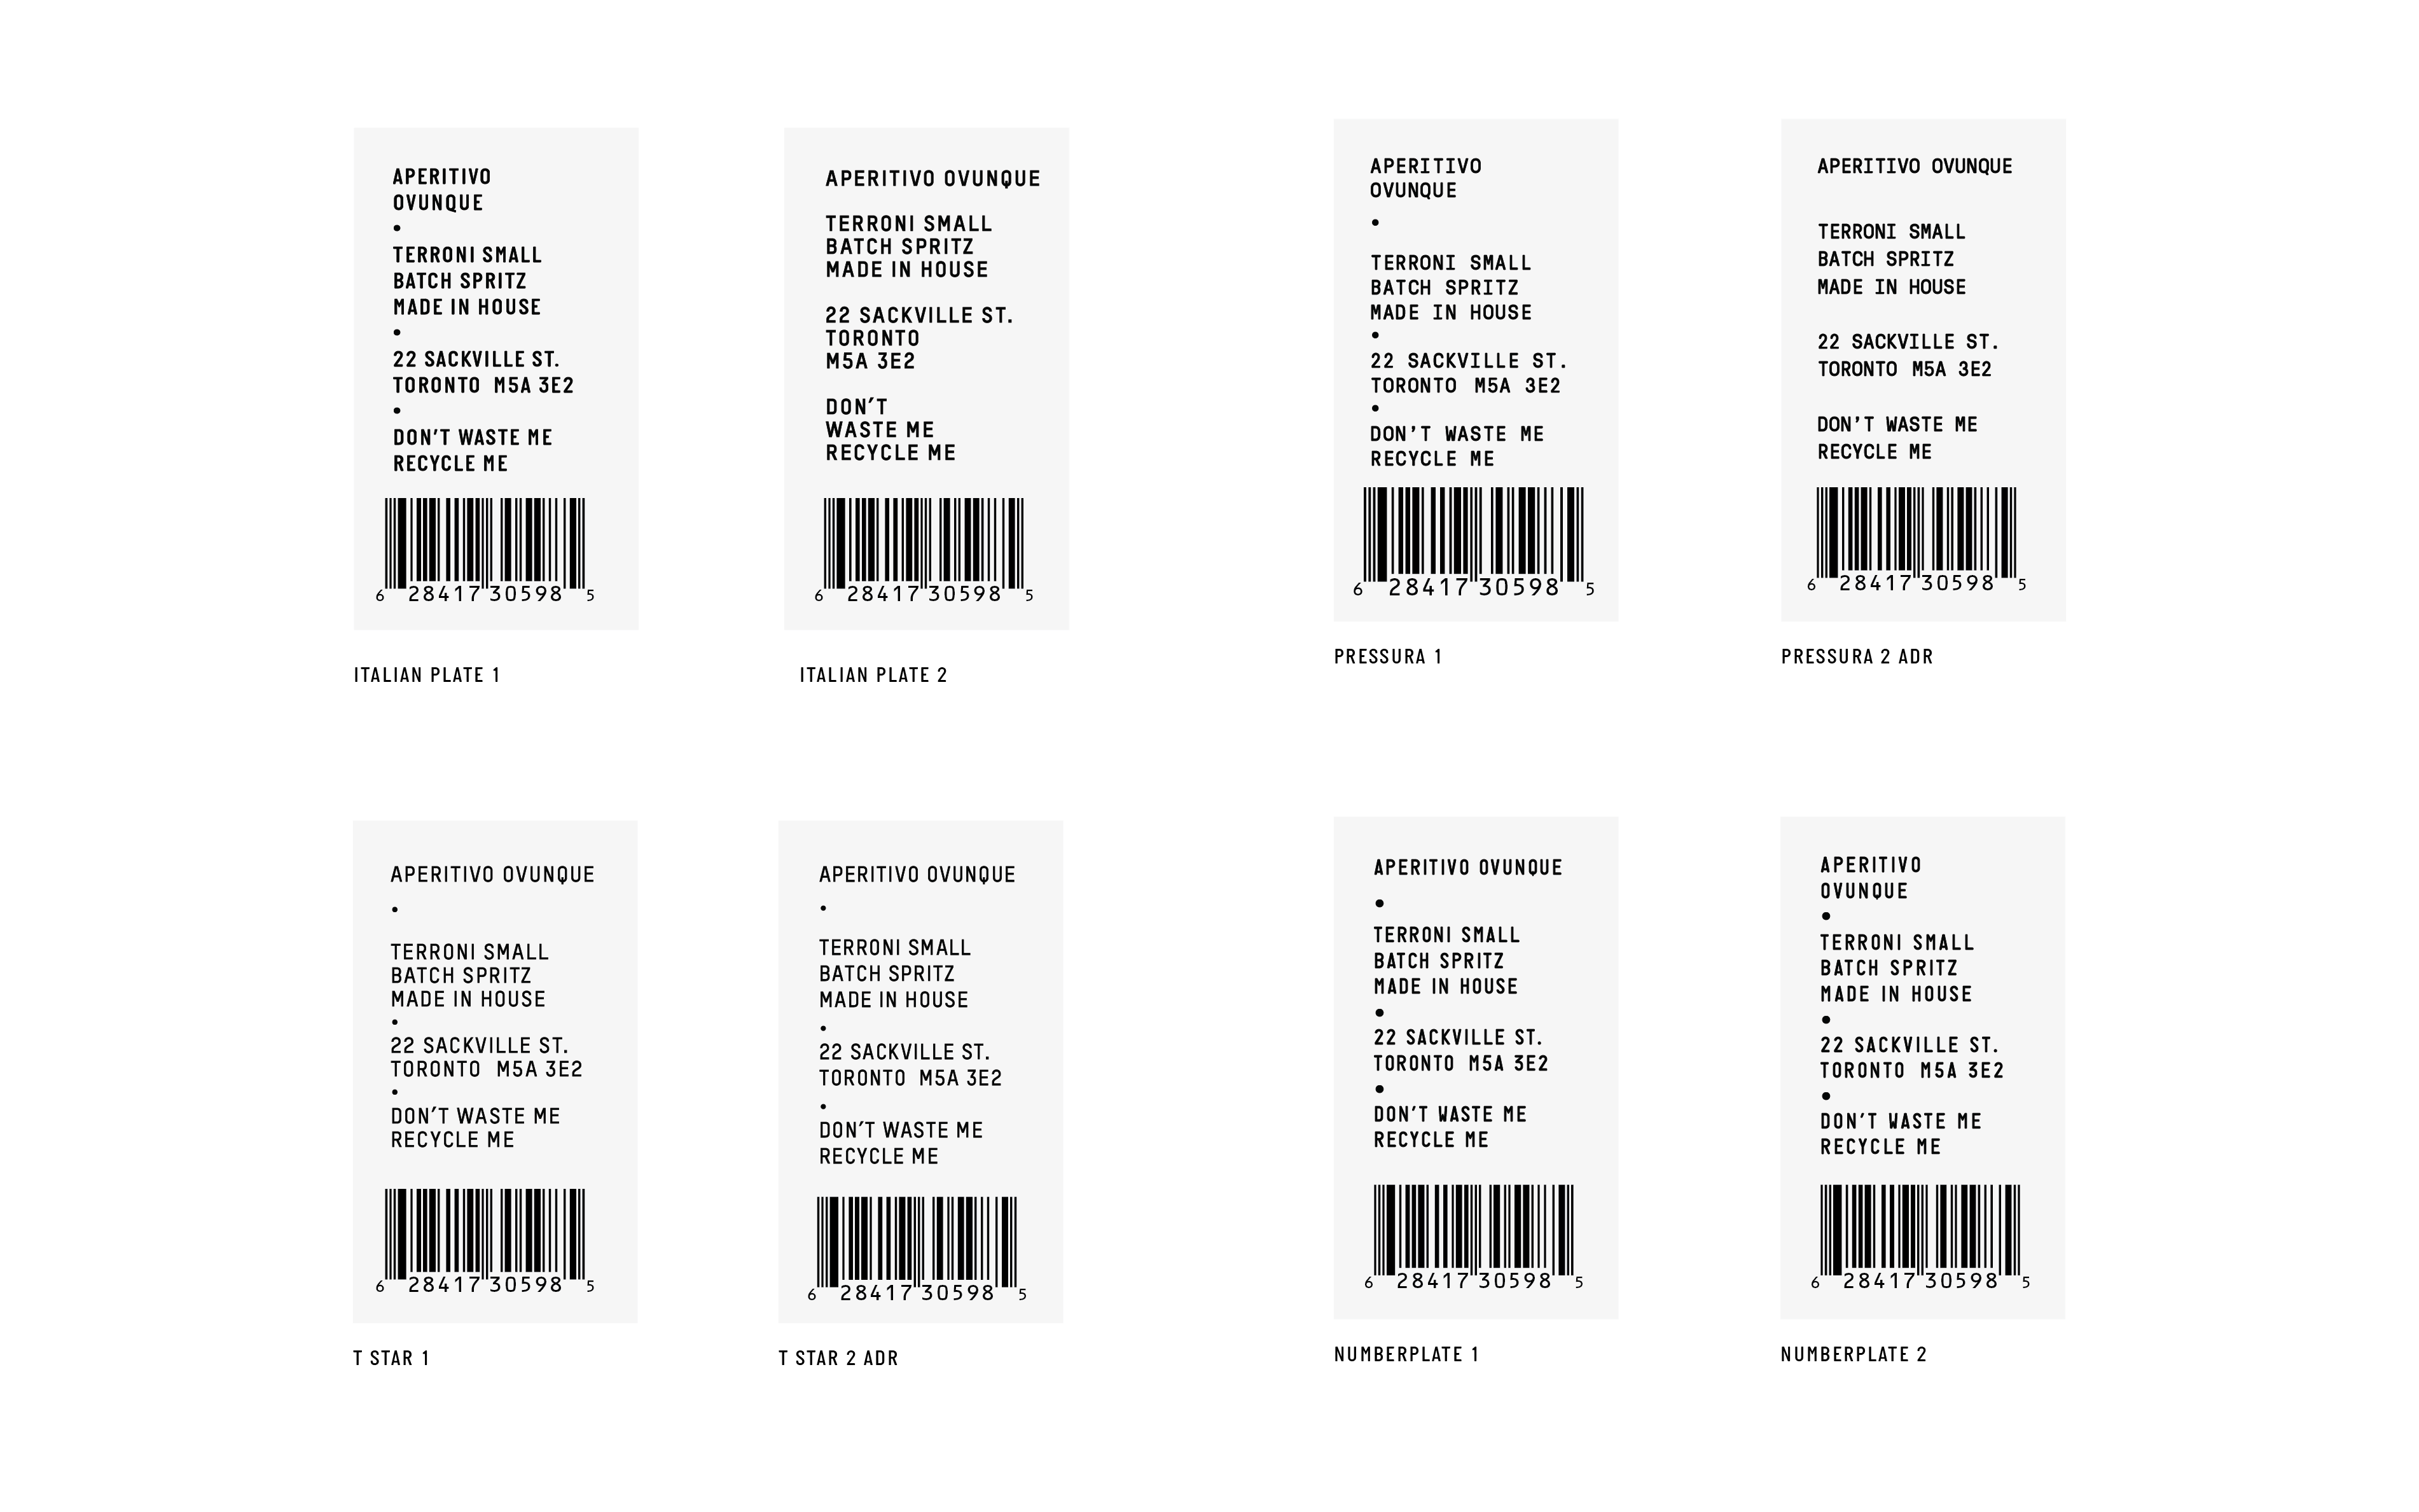 APERITIVO
OVUNQUE
•
TERRONI SMALL
BATCH SPRITZ
MADE IN HOUSE
•
22 SACKVILLE ST.
TORONTO M5A 3E2
•
DON'T WASTE ME
RECYCLE ME
6 28417 30598 5
ITALIAN PLATE 1
APERITIVO OVUNQUE
TERRONI SMALL
BATCH SPRITZ
MADE IN HOUSE
22 SACKVILLE ST.
TORONTO
M5A 3E2
DON´T
WASTE ME
RECYCLE ME
6 28417 30598 5
ITALIAN PLATE 2
APERITIVO
OVUNQUE
•
TERRONI SMALL
BATCH SPRITZ
MADE IN HOUSE
•
22 SACKVILLE ST.
TORONTO M5A 3E2
•
DON’T WASTE ME
RECYCLE ME
6 28417 30598 5
PRESSURA 1
APERITIVO OVUNQUE
TERRONI SMALL
BATCH SPRITZ
MADE IN HOUSE
22 SACKVILLE ST.
TORONTO M5A 3E2
DON’T WASTE ME
RECYCLE ME
6 28417 30598 5
PRESSURA 2 ADR
APERITIVO OVUNQUE
•
TERRONI SMALL
BATCH SPRITZ
MADE IN HOUSE
•
22 SACKVILLE ST.
TORONTO M5A 3E2
•
DON´T WASTE ME
RECYCLE ME
6 28417 30598 5
T STAR 1
APERITIVO OVUNQUE
•
TERRONI SMALL
BATCH SPRITZ
MADE IN HOUSE
•
22 SACKVILLE ST.
TORONTO M5A 3E2
•
DON´T WASTE ME
RECYCLE ME
6 28417 30598 5
T STAR 2 ADR
APERITIVO OVUNQUE
•
TERRONI SMALL
BATCH SPRITZ
MADE IN HOUSE
•
22 SACKVILLE ST.
TORONTO M5A 3E2
•
DON'T WASTE ME
RECYCLE ME
6 28417 30598 5
NUMBERPLATE 1
APERITIVO
OVUNQUE
•
TERRONI SMALL
BATCH SPRITZ
MADE IN HOUSE
•
22 SACKVILLE ST.
TORONTO M5A 3E2
•
DON'T WASTE ME
RECYCLE ME
6 28417 30598 5
NUMBERPLATE 2